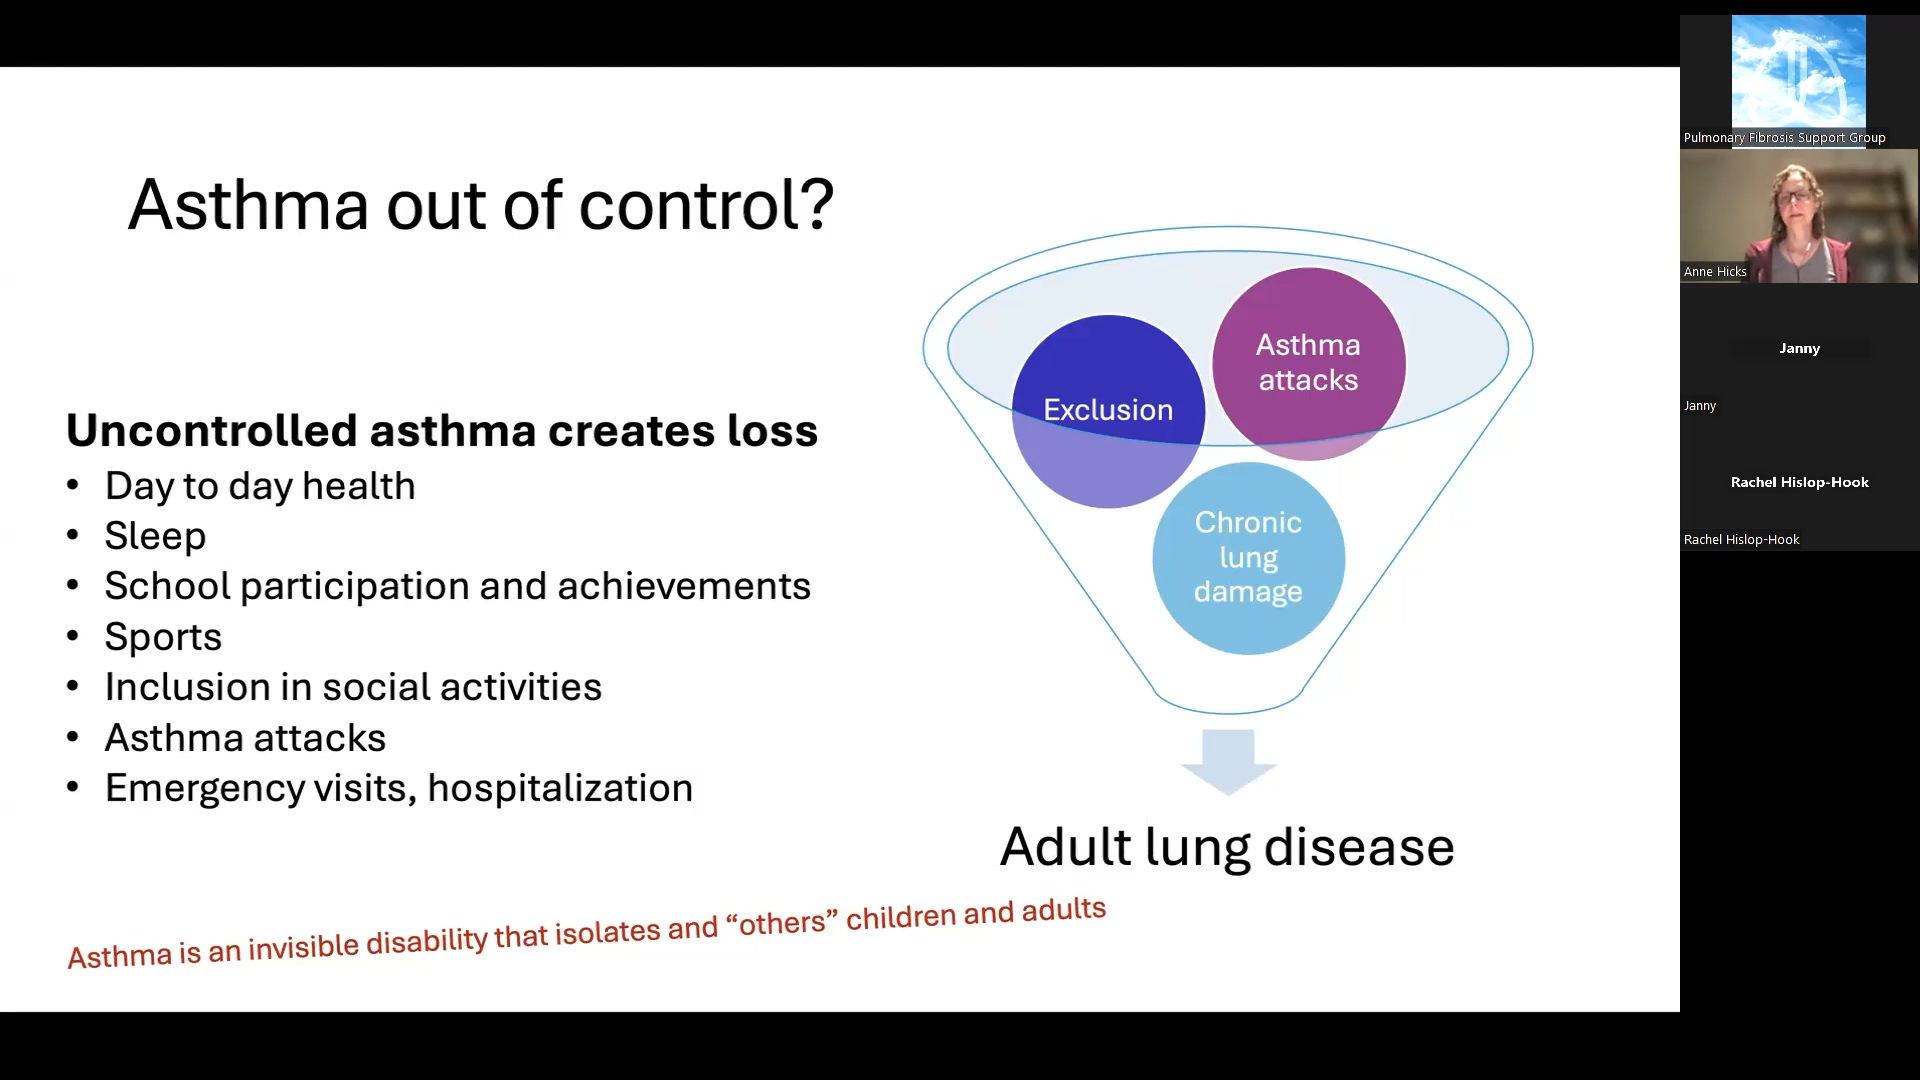 Asthma out of control?
Uncontrolled asthma creates loss
• Day to day health
• Sleep
• School participation and achievements
• Sports
• Inclusion in social activities
• Asthma attacks
• Emergency visits, hospitalization
Exclusion
Asthma
attacks
Chronic
lung
damage
Adult lung disease
Asthma is an invisible disability that isolates and “others” children and adults
Pulmonary Fibrosis Support Group
Anne Hicks
Janny
Janny
Rachel Hislop-Hook
Rachel Hislop-Hook